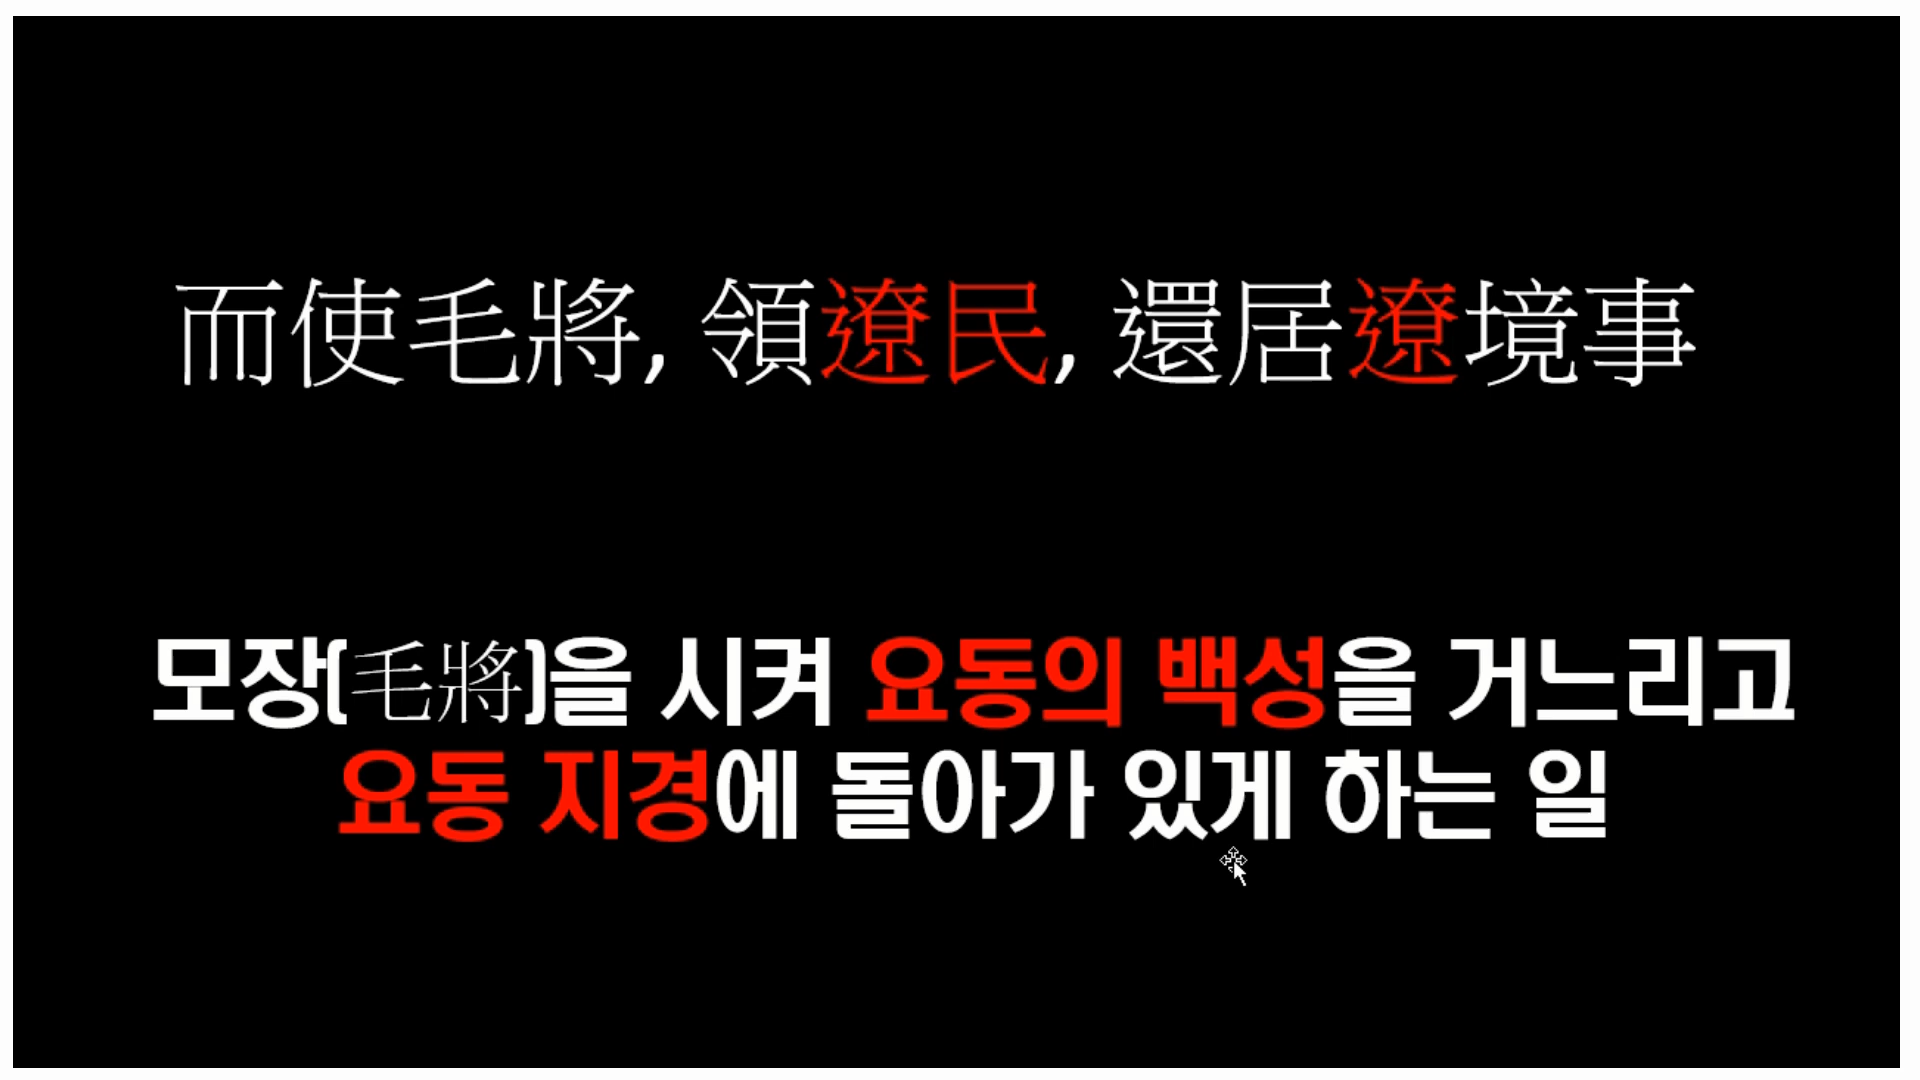 而使毛將, 領遼民, 還居遼境事
모장(毛將)을 시켜 요동의 백성을 거느리고
요동 지경에 돌아가 있게 하는 일